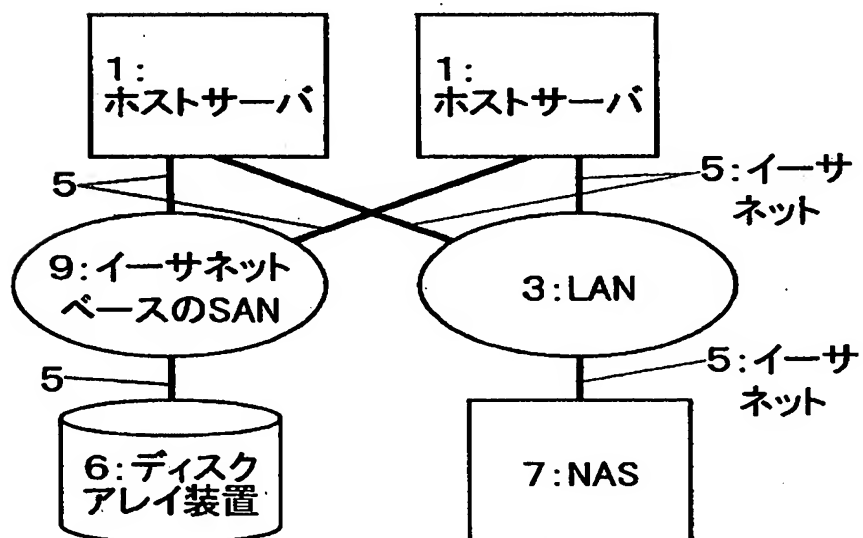 1:
ホストサーバ
1:
ホストサーバ
5
5:イーサ
ネット
9:イーサネット
ベースのSAN
3:LAN
5
5:イーサ
ネット
6:ディスク
アレイ装置
7:NAS